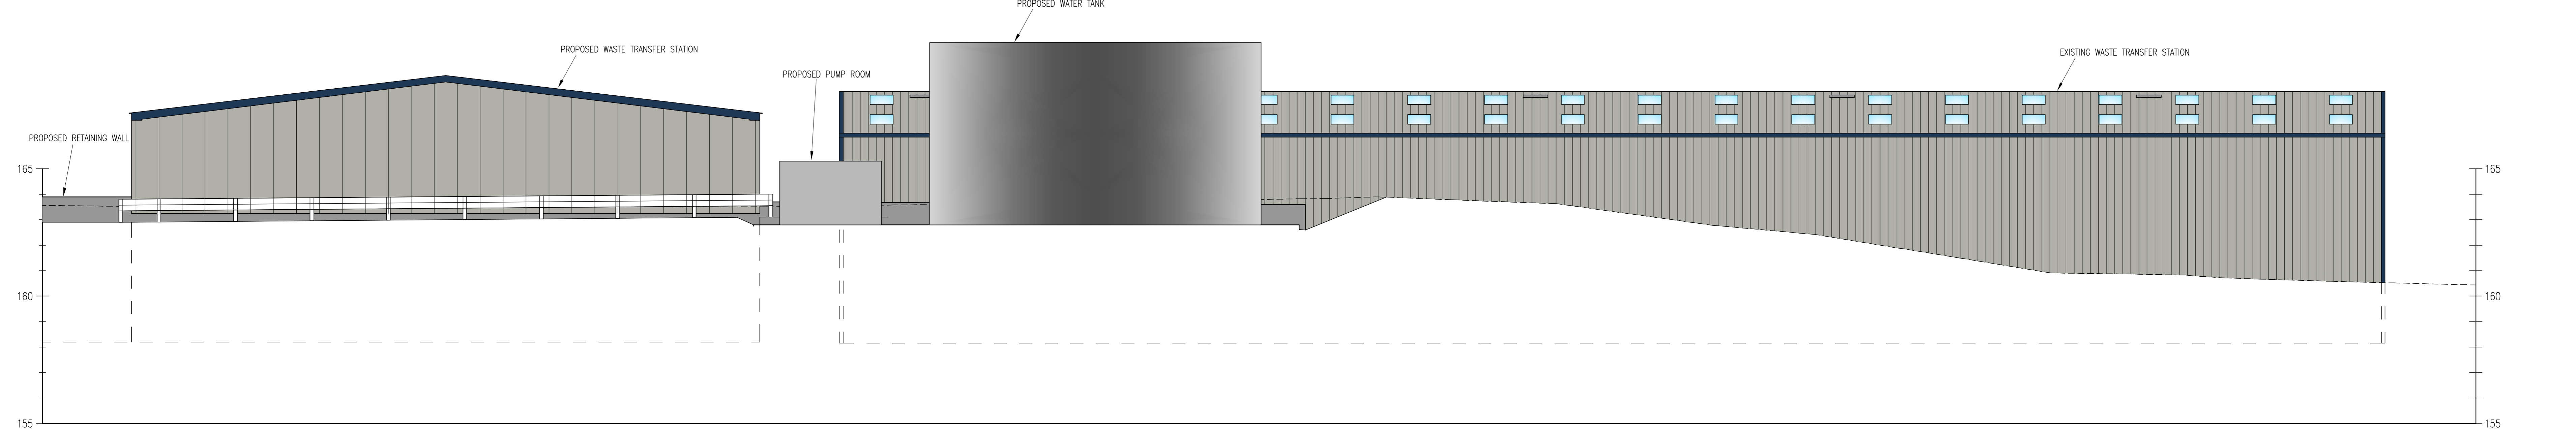 PROPOSED WATER TANK
PROPOSED WASTE TRANSFER STATION
EXISTING WASTE TRANSFER STATION
PROPOSED PUMP ROOM
PROPOSED RETAINING WALL
165
165
160
160
155
155